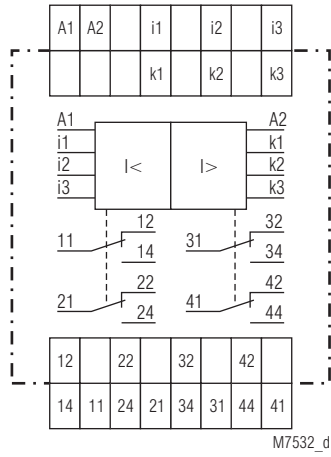 A1 A2 i1 i2 i3
k1 k2 k3
A1 A2
i1 k1
i2 I< I> k2
i3 k3
12 32
11 14 31 34
22 42
21 24 41 44
12 22 32 42
14 11 24 21 34 31 44 41
M7532_d